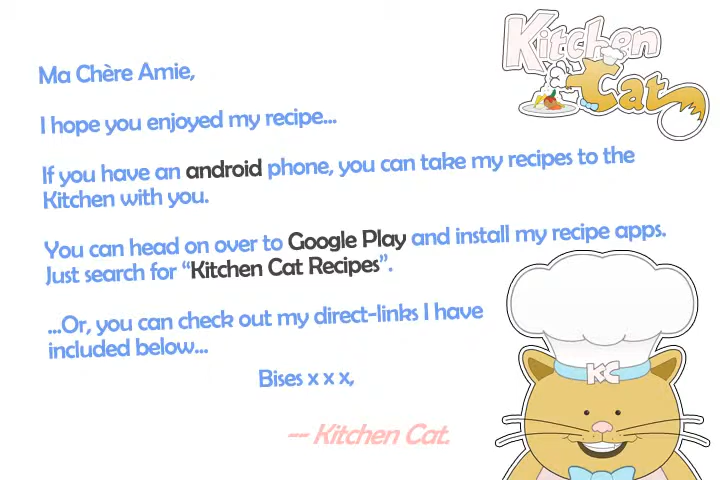 Kitchen
Cat
Ma Chère Amie,
I hope you enjoyed my recipe...
If you have an android phone, you can take my recipes to the
Kitchen with you.
You can head on over to Google Play and install my recipe apps.
Just search for “Kitchen Cat Recipes”.
...Or, you can check out my direct-links I have
included below...
Bises x x x,
-- Kitchen Cat.
KC